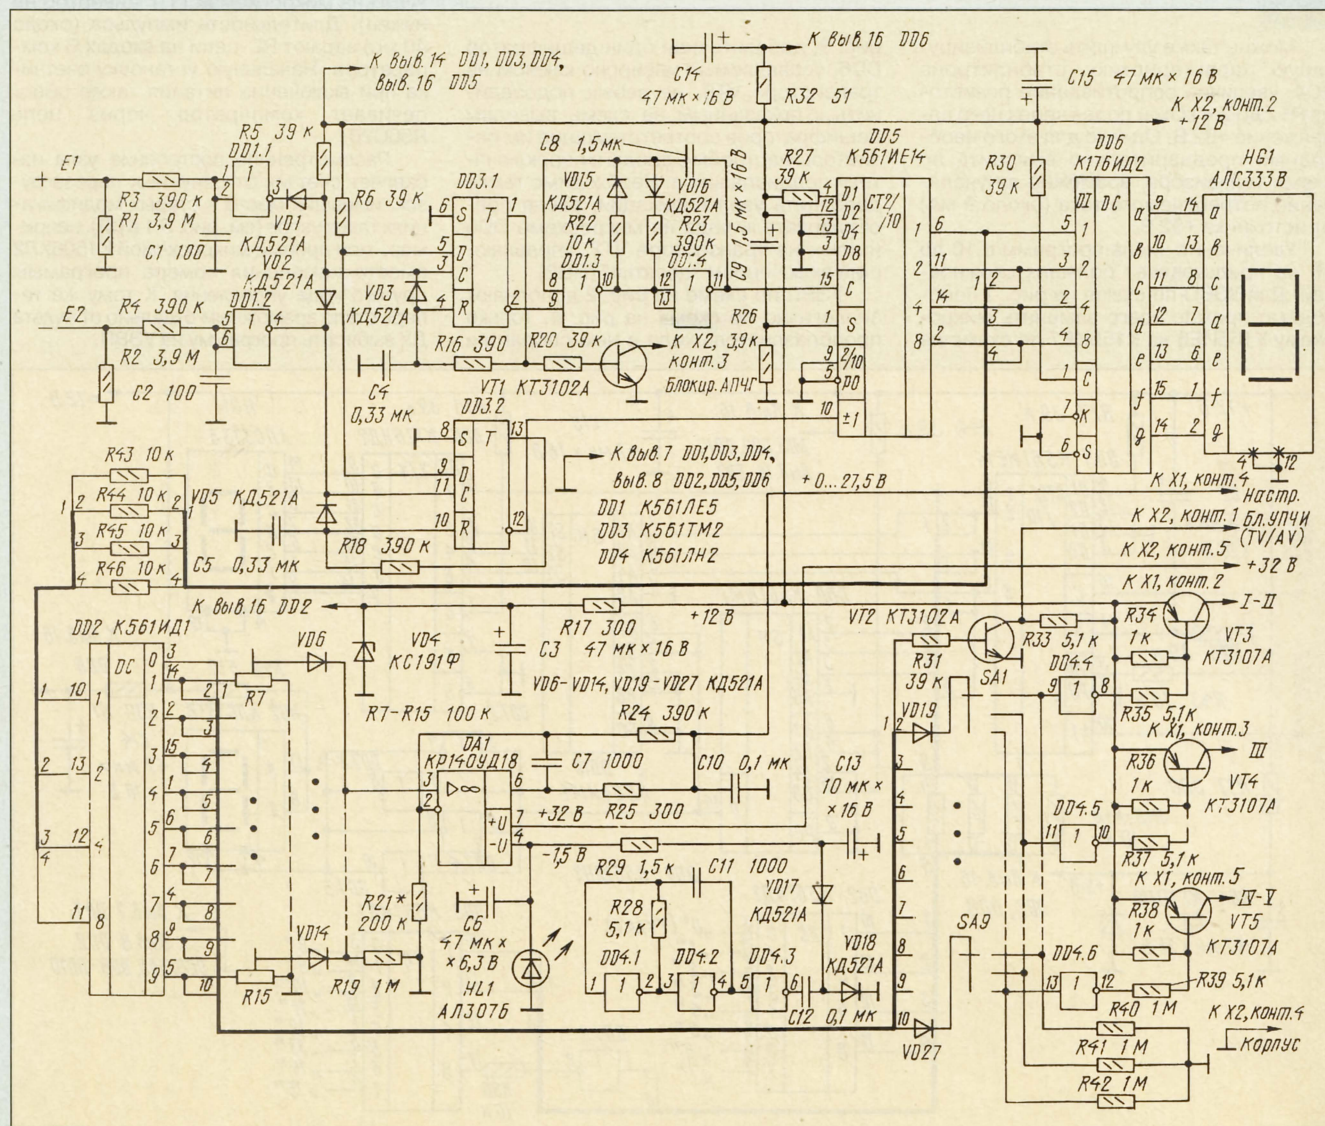 К выв.16 DD6
К выв.14 DD1, DD3, DD4,
выв.16 DD5
C14
47 мк × 16 В
R32 51
C15 47 мк × 16 В
К X2, конт.2
+12 В
E1
+
R5 39 к
DD1.1
R3 390 к
R1 3,9 М
C1 100
VD1
КД521А
VD2
КД521А
R6 39 к
DD3.1
C8 1,5 мк
VD15
КД521А
VD16
КД521А
R22
10 к
R23
390 к
DD1.3
DD1.4
C9 1,5 мк × 16 В
R27
39 к
DD5
К561ИЕ14
R30
39 к
DD6
К176ИД2
HG1
АЛС333В
E2
R4 390 к
DD1.2
R2 3,9 М
C2 100
VD3
КД521А
R16 390
R20 39 к
C4
0,33 мк
VT1 КТ3102А
К X2,
конт.3
Блокир. АПЧГ
R26
3,9 к
DD3.2
К выв.7 DD1, DD3, DD4,
выв.8 DD2, DD5, DD6
DD1 К561ЛЕ5
DD3 К561ТМ2
DD4 К561ЛН2
+0...27,5 В
К X1, конт.4
Настр.
К X2, конт.1
Бл. УПЧИ
(TV/AV)
К X2, конт.5
+32 В
R43 10 к
R44 10 к
R45 10 к
R46 10 к
VD5 КД521А
C5 0,33 мк
R18 390 к
К выв.16 DD2
R17 300
+12 В
VD4
КС191Ф
C3
47 мк × 16 В
VD6-VD14, VD19-VD27 КД521А
R7-R15 100 к
DD2 К561ИД1
VD6
R7
VD14
R15
R19 1 М
R21*
200 к
DA1
КР140УД18
R24 390 к
C7 1000
R25 300
C10 0,1 мк
C13
10 мк ×
× 16 В
+32 В
-1,5 В
C6
47 мк ×
× 6,3 В
HL1
АЛ307Б
R29 1,5 к
C11 1000
R28
5,1 к
VD17
КД521А
VD18
КД521А
DD4.1
DD4.2
DD4.3
C12 0,1 мк
VT2 КТ3102А
R31
39 к
R33 5,1 к
VD19
VD27
SA1
SA9
DD4.4
DD4.5
DD4.6
К X1, конт.2
I-II
R34
1 к
VT3
КТ3107А
R35 5,1 к
К X1, конт.3
III
R36
1 к
VT4
КТ3107А
R37 5,1 к
К X1, конт.5
IV-V
R38
1 к
VT5
КТ3107А
R39 5,1 к
R40 1 М
R41 1 М
R42 1 М
К X2, конт.4
Корпус